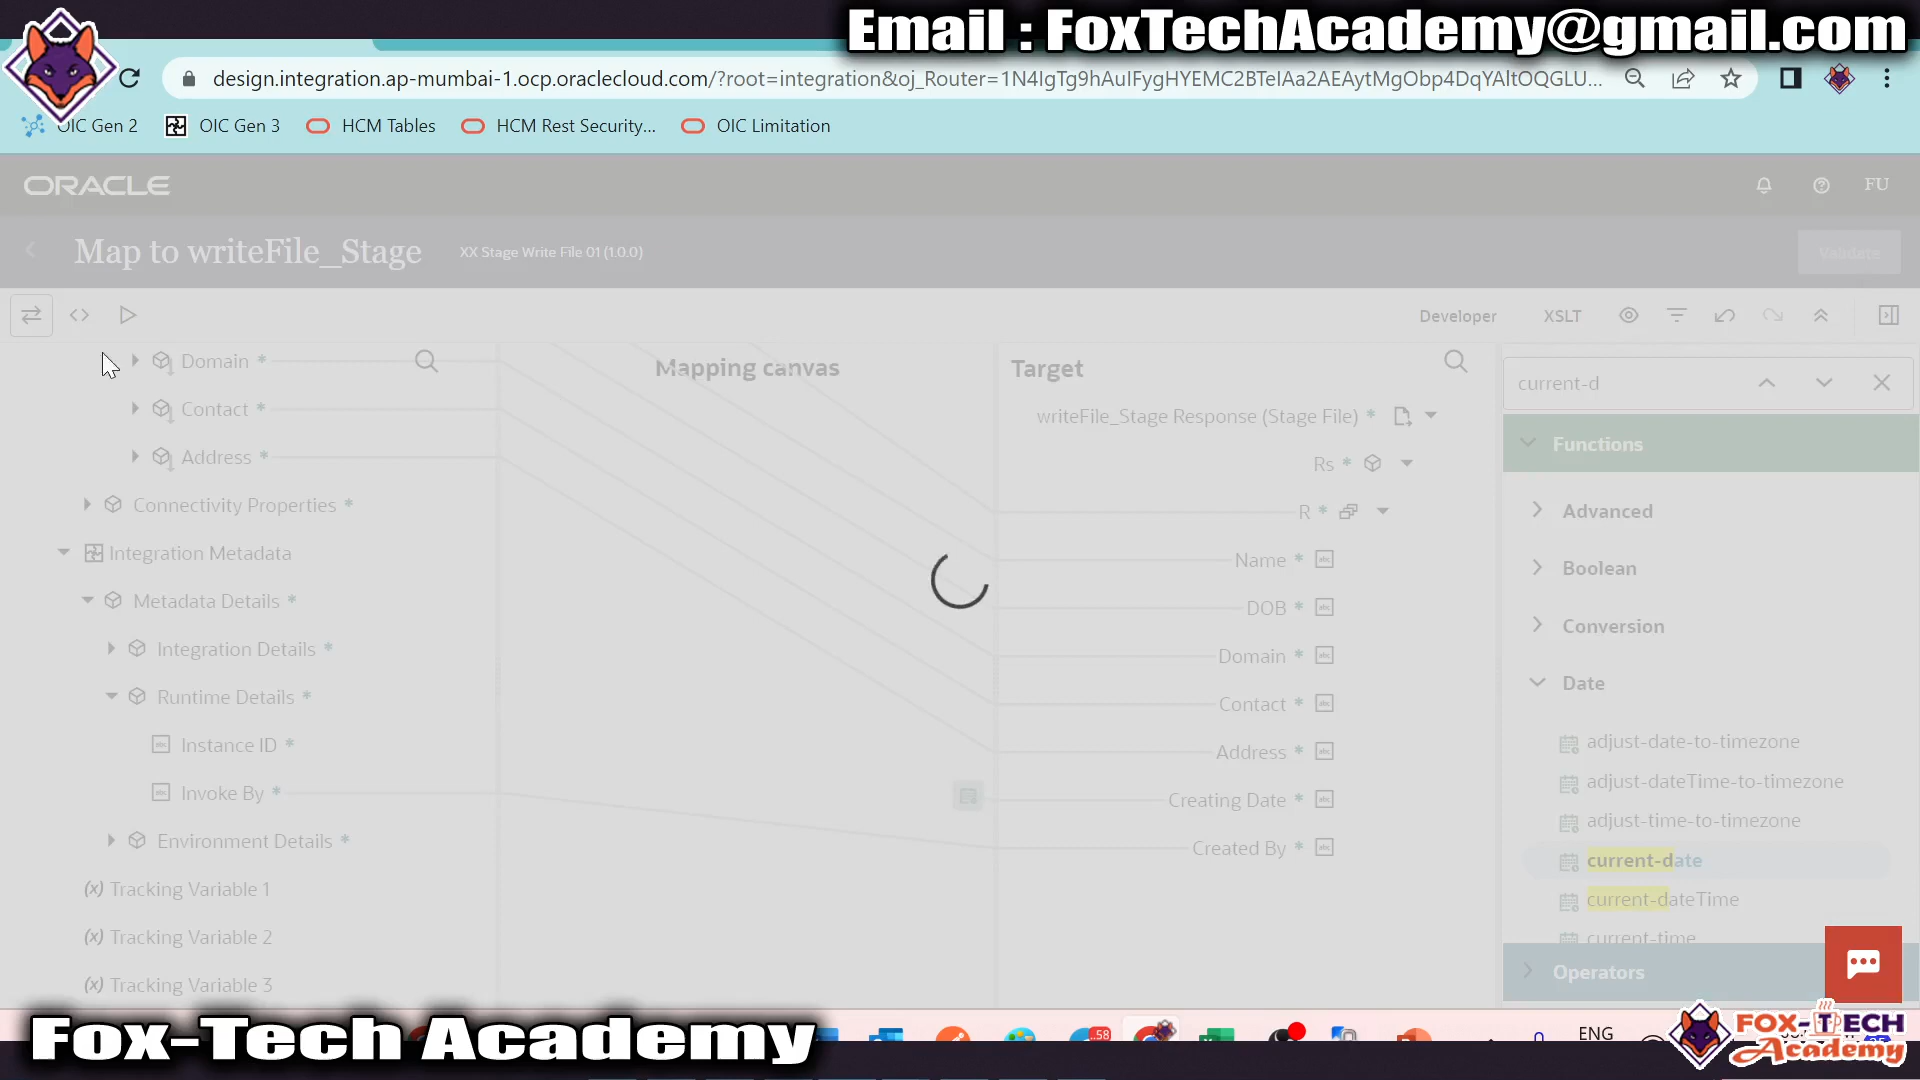 Email : FoxTechAcademy@gmail.com
design.integration.ap-mumbai-1.ocp.oraclecloud.com/?root=integration&oj_Router=1N4IgTg9hAuIFygHYEMC2BTeIAa2AEAytMgObp4DqYAltOQGLU...
OIC Gen 2
OIC Gen 3
HCM Tables
HCM Rest Security...
OIC Limitation
ORACLE
FU
Map to writeFile_Stage
XX Stage Write File 01 (1.0.0)
Validate
Developer
XSLT
Domain *
Mapping canvas
Target
current-d
Contact *
writeFile_Stage Response (Stage File) *
Functions
Address *
Rs *
Connectivity Properties *
R *
Advanced
Integration Metadata
Name *
Boolean
Metadata Details *
DOB *
Conversion
Integration Details *
Domain *
Runtime Details *
Contact *
Date
Instance ID *
Address *
adjust-date-to-timezone
Invoke By *
Creating Date *
adjust-dateTime-to-timezone
adjust-time-to-timezone
Environment Details *
Created By *
current-date
(x) Tracking Variable 1
current-dateTime
(x) Tracking Variable 2
current-time
(x) Tracking Variable 3
Operators
Fox-Tech Academy
.58
ENG
FOX-TECH
Academy